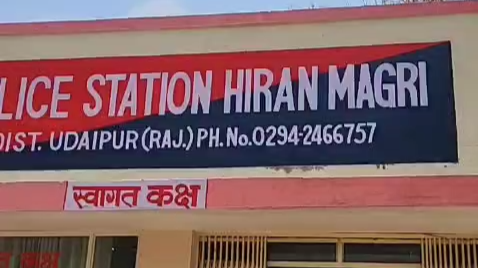 LICE STATION HIRAN MAGRI
DIST. UDAIPUR (RAJ.) PH. No. 0294-2466757
स्वागत कक्ष